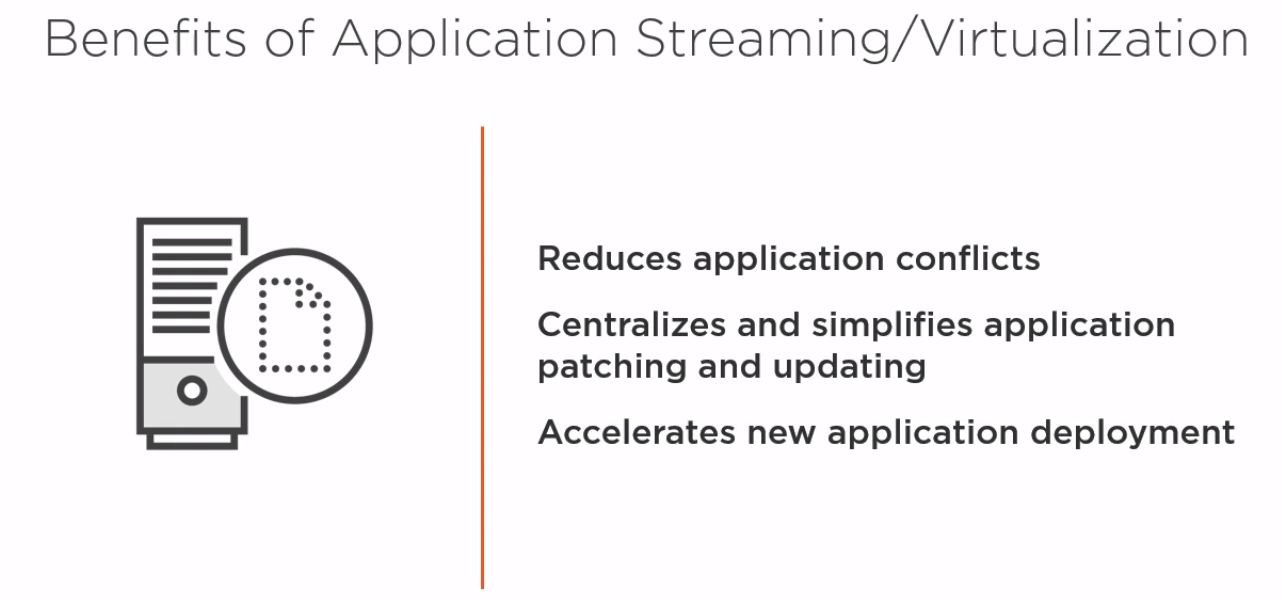 Benefits of Application Streaming/Virtualization
Reduces application conflicts
Centralizes and simplifies application
patching and updating
Accelerates new application deployment